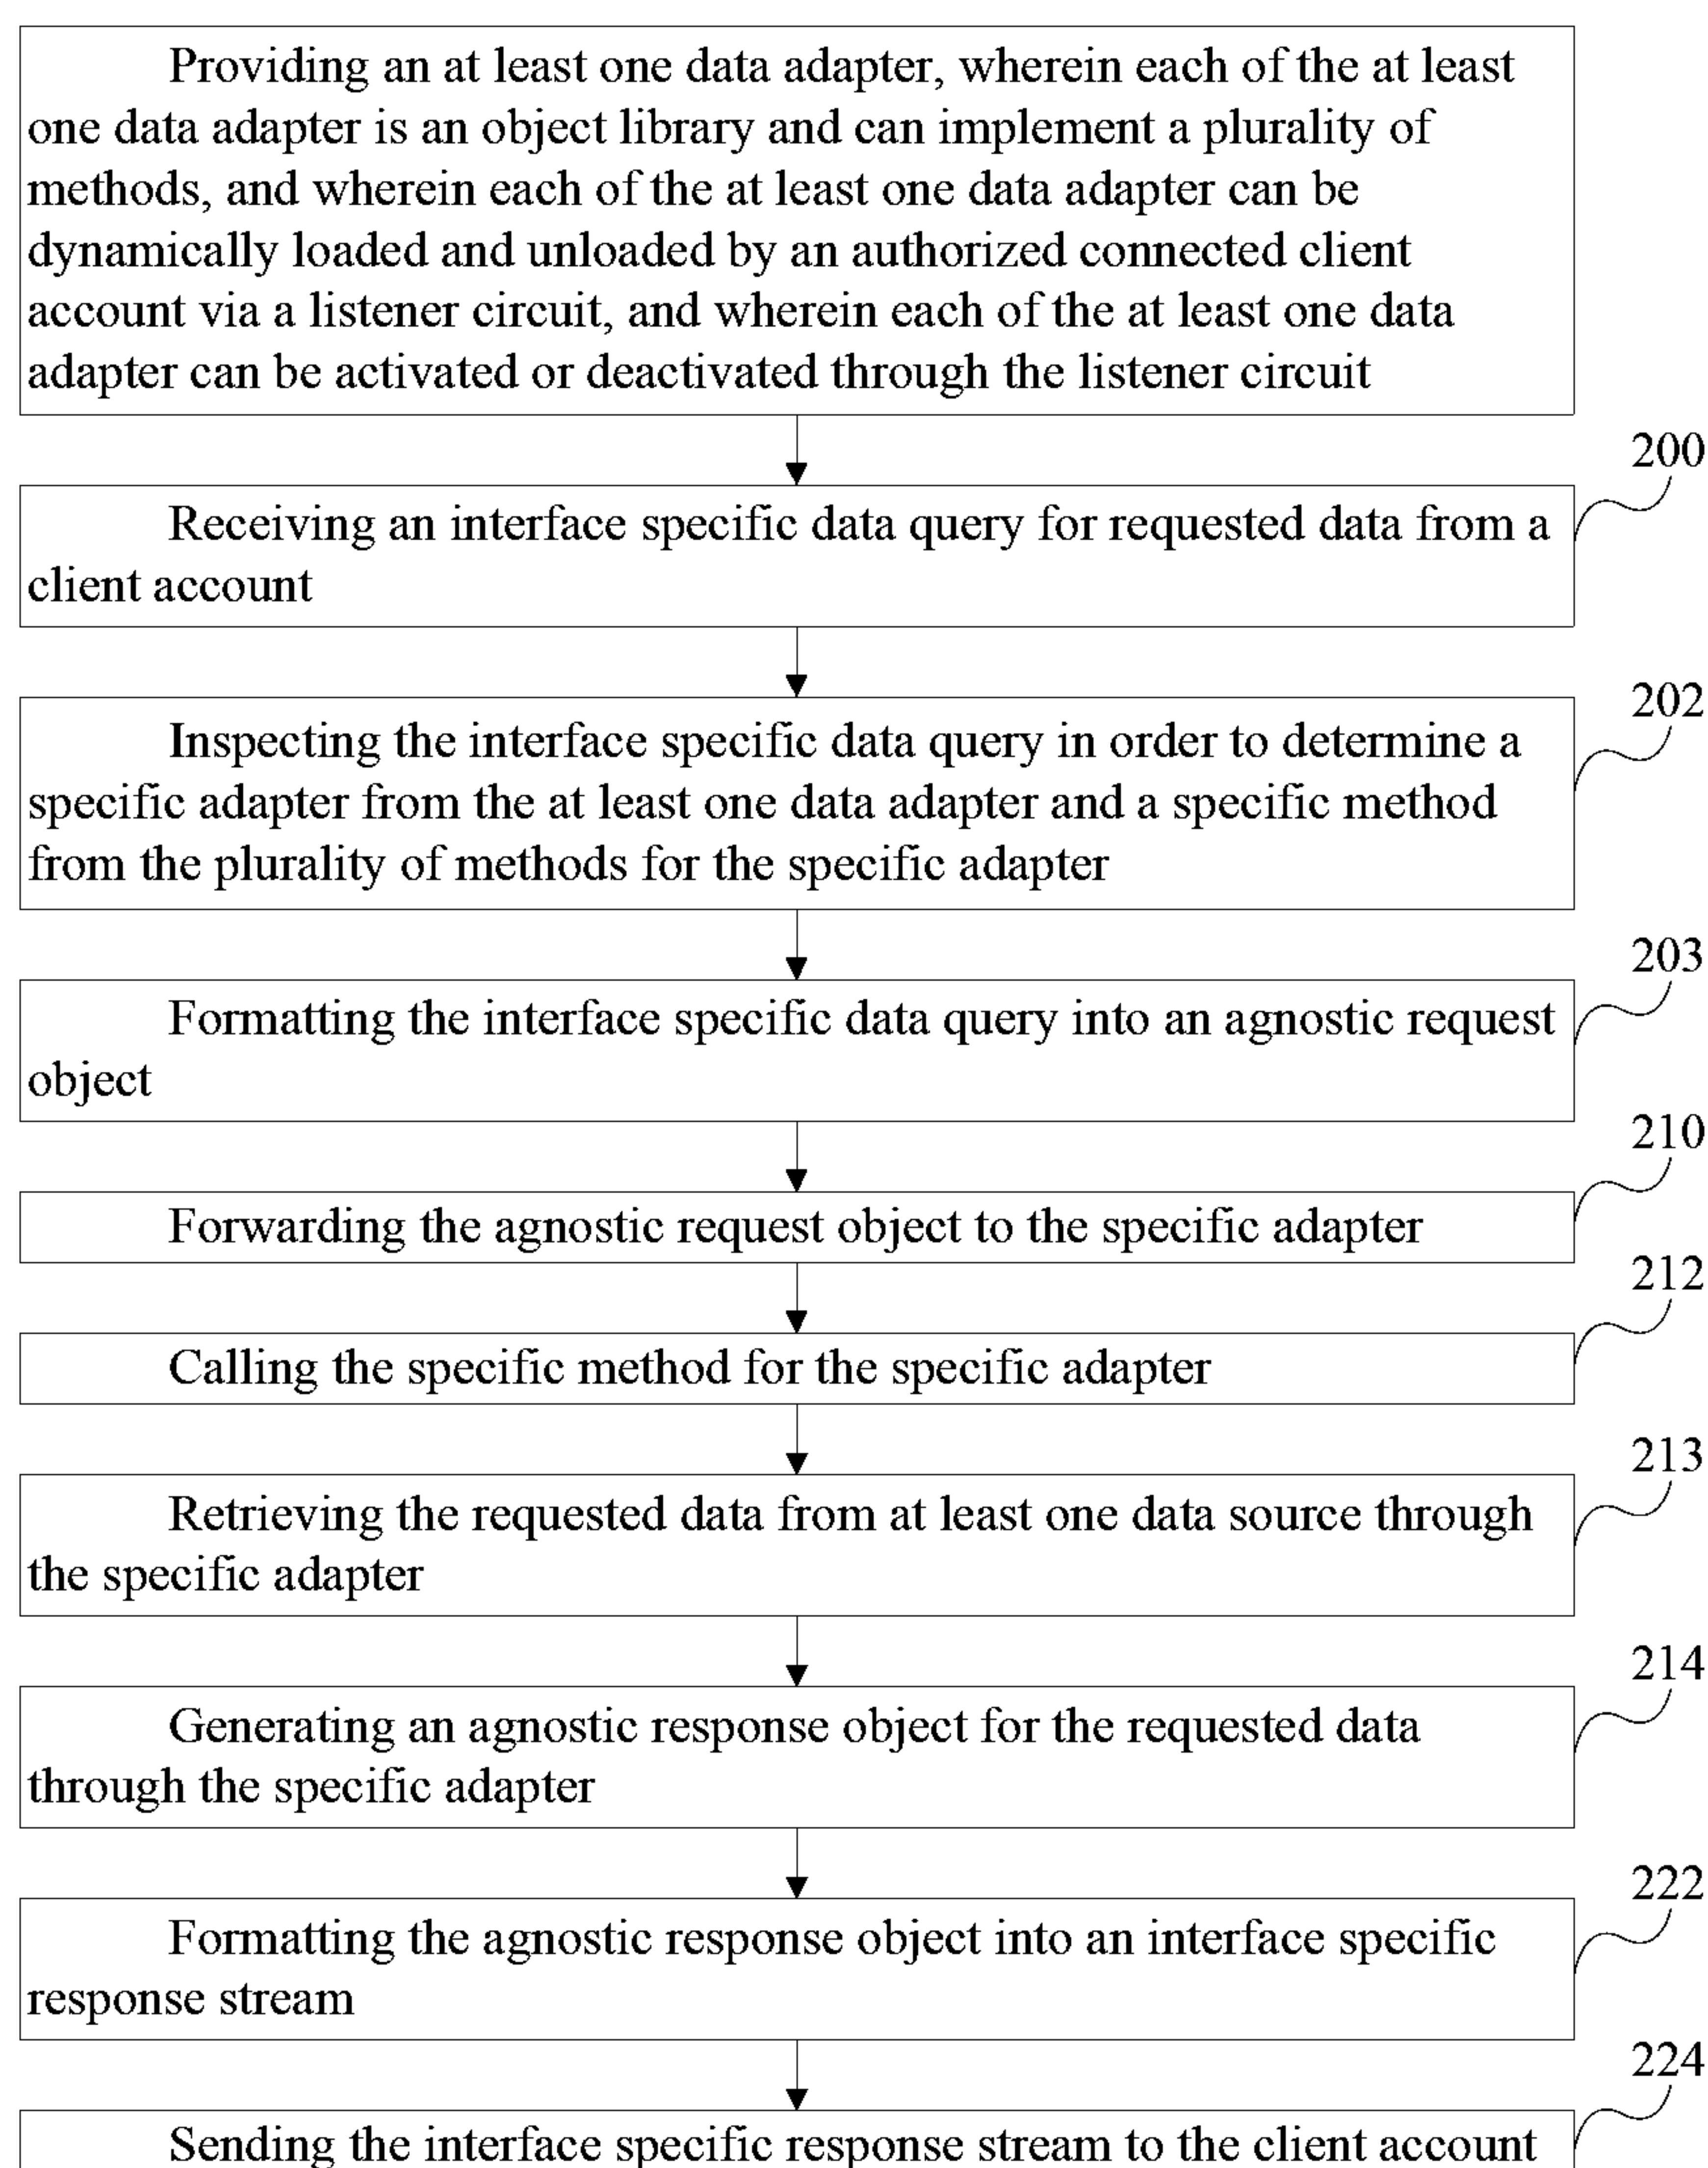 Providing an at least one data adapter, wherein each of the at least
one data adapter is an object library and can implement a plurality of
methods, and wherein each of the at least one data adapter can be
dynamically loaded and unloaded by an authorized connected client
account via a listener circuit, and wherein each of the at least one data
adapter can be activated or deactivated through the listener circuit
200
Receiving an interface specific data query for requested data from a
client account
202
Inspecting the interface specific data query in order to determine a
specific adapter from the at least one data adapter and a specific method
from the plurality of methods for the specific adapter
203
Formatting the interface specific data query into an agnostic request
object
210
Forwarding the agnostic request object to the specific adapter
212
Calling the specific method for the specific adapter
213
Retrieving the requested data from at least one data source through
the specific adapter
214
Generating an agnostic response object for the requested data
through the specific adapter
222
Formatting the agnostic response object into an interface specific
response stream
224
Sending the interface specific response stream to the client account